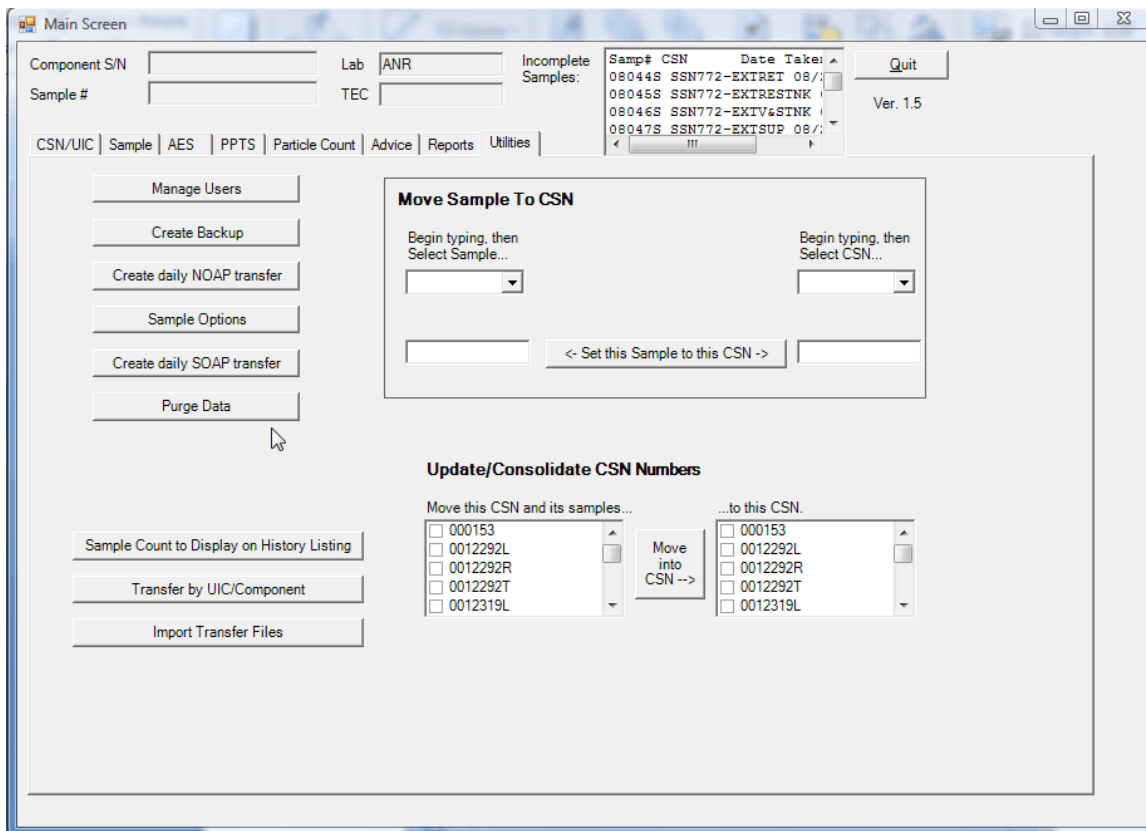 Main Screen
Component S/N
Lab ANR
Incomplete
Samples:
Samp# CSN Date Taken
08044S SSN772-EXTRET 08/
08045S SSN772-EXTRESTNK
08046S SSN772-EXTV&STNK
08047S SSN772-EXTSUP 08/
Quit
Sample #
TEC
Ver. 1.5
CSN/UIC Sample AES PPTS Particle Count Advice Reports Utilities
Manage Users
Create Backup
Create daily NOAP transfer
Sample Options
Create daily SOAP transfer
Purge Data
Sample Count to Display on History Listing
Transfer by UIC/Component
Import Transfer Files
Move Sample To CSN
Begin typing, then
Select Sample...
Begin typing, then
Select CSN...
<- Set this Sample to this CSN ->
Update/Consolidate CSN Numbers
Move this CSN and its samples...
000153
0012292L
0012292R
0012292T
0012319L
Move
into
CSN -->
...to this CSN.
000153
0012292L
0012292R
0012292T
0012319L